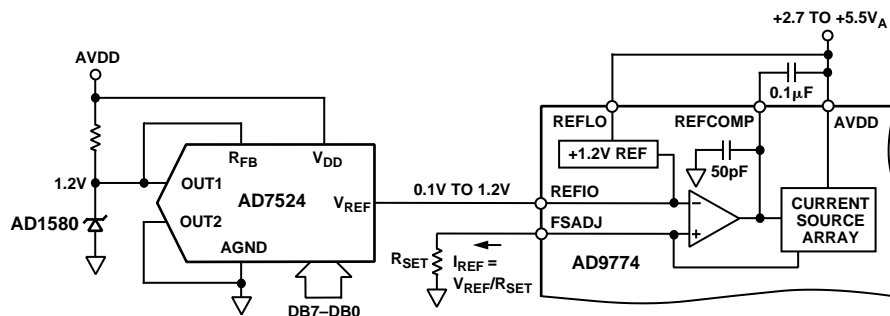 +2.7 TO +5.5VA
AVDD
0.1µF
REFLO
REFCOMP
AVDD
RFB
VDD
+1.2V REF
50pF
1.2V
OUT1
AD7524
VREF
0.1V TO 1.2V
REFIO
OUT2
FSADJ
CURRENT
SOURCE
ARRAY
AD1580
AGND
RSET
IREF =
VREF/RSET
AD9774
DB7–DB0
−
+